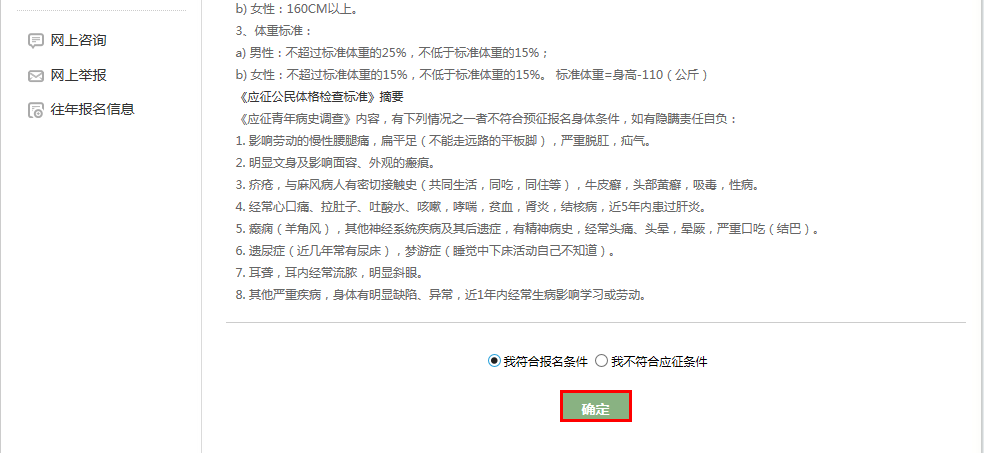 网上咨询
网上举报
往年报名信息
b) 女性：160CM以上。
3、体重标准：
a) 男性：不超过标准体重的25%，不低于标准体重的15%；
b) 女性：不超过标准体重的15%，不低于标准体重的15%。 标准体重=身高-110（公斤）
《应征公民体格检查标准》摘要
《应征青年病史调查》内容，有下列情况之一者不符合预征报名身体条件，如有隐瞒责任自负：
1. 影响劳动的慢性腰腿痛，扁平足（不能走远路的平板脚），严重脱肛，疝气。
2. 明显文身及影响面容、外观的瘢痕。
3. 疥疮，与麻风病人有密切接触史（共同生活，同吃，同住等），牛皮癣，头部黄癣，吸毒，性病。
4. 经常心口痛、拉肚子、吐酸水、咳嗽，哮喘，贫血，肾炎，结核病，近5年内患过肝炎。
5. 癫痫（羊角风），其他神经系统疾病及其后遗症，有精神病史，经常头痛、头晕，晕厥，严重口吃（结巴）。
6. 遗尿症（近几年常有尿床），梦游症（睡觉中下床活动自己不知道）。
7. 耳聋，耳内经常流脓，明显斜眼。
8. 其他严重疾病，身体有明显缺陷、异常，近1年内经常生病影响学习或劳动。
我符合报名条件 我不符合应征条件
确定